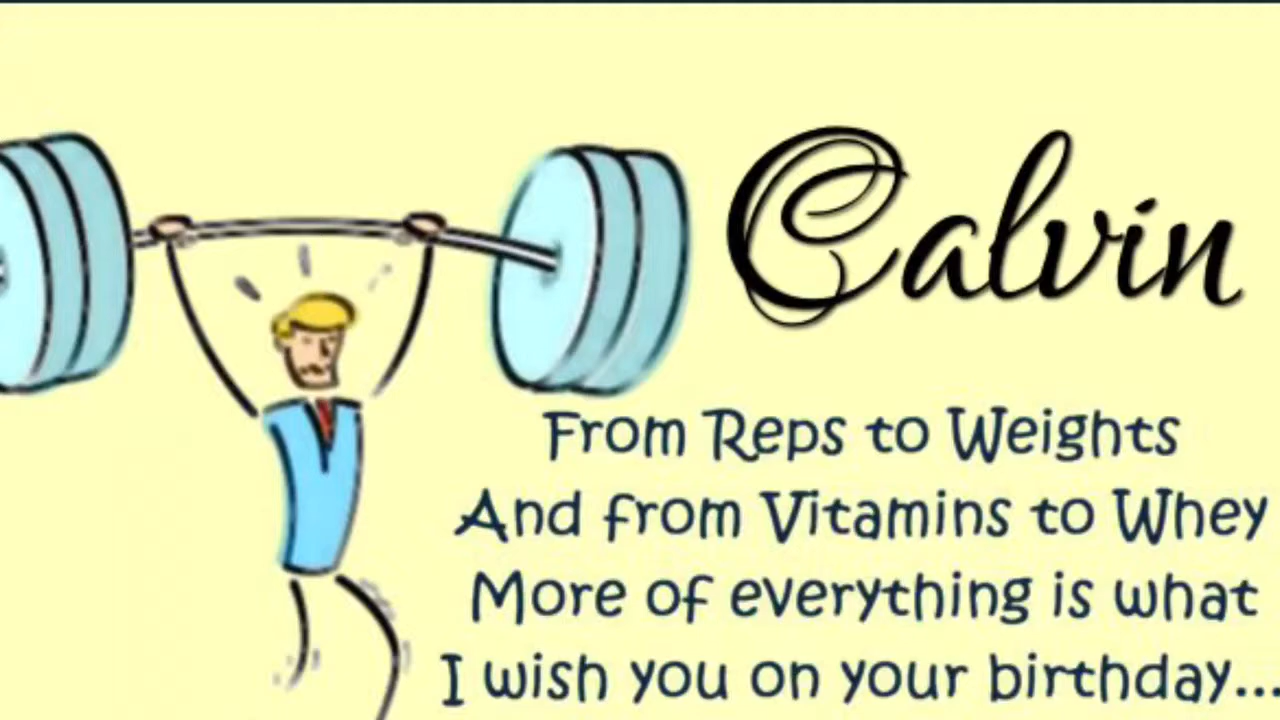 Calvin
From Reps to Weights
And from Vitamins to Whey
More of everything is what
I wish you on your birthday...